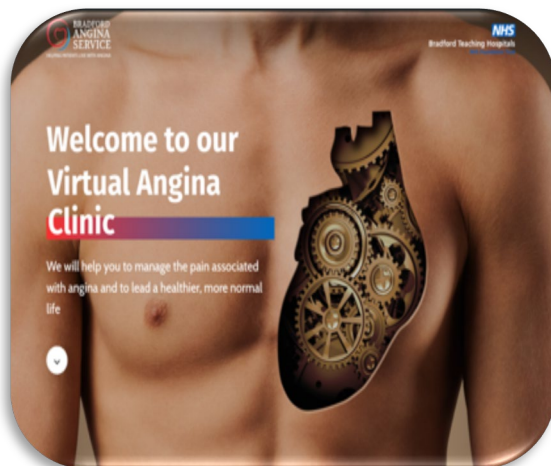 BRADFORD
ANGINA
SERVICE
NHS
Bradford Teaching Hospitals
Welcome to our
Virtual Angina
Clinic
We will help you to manage the pain associated
with angina and to lead a healthier, more normal
life